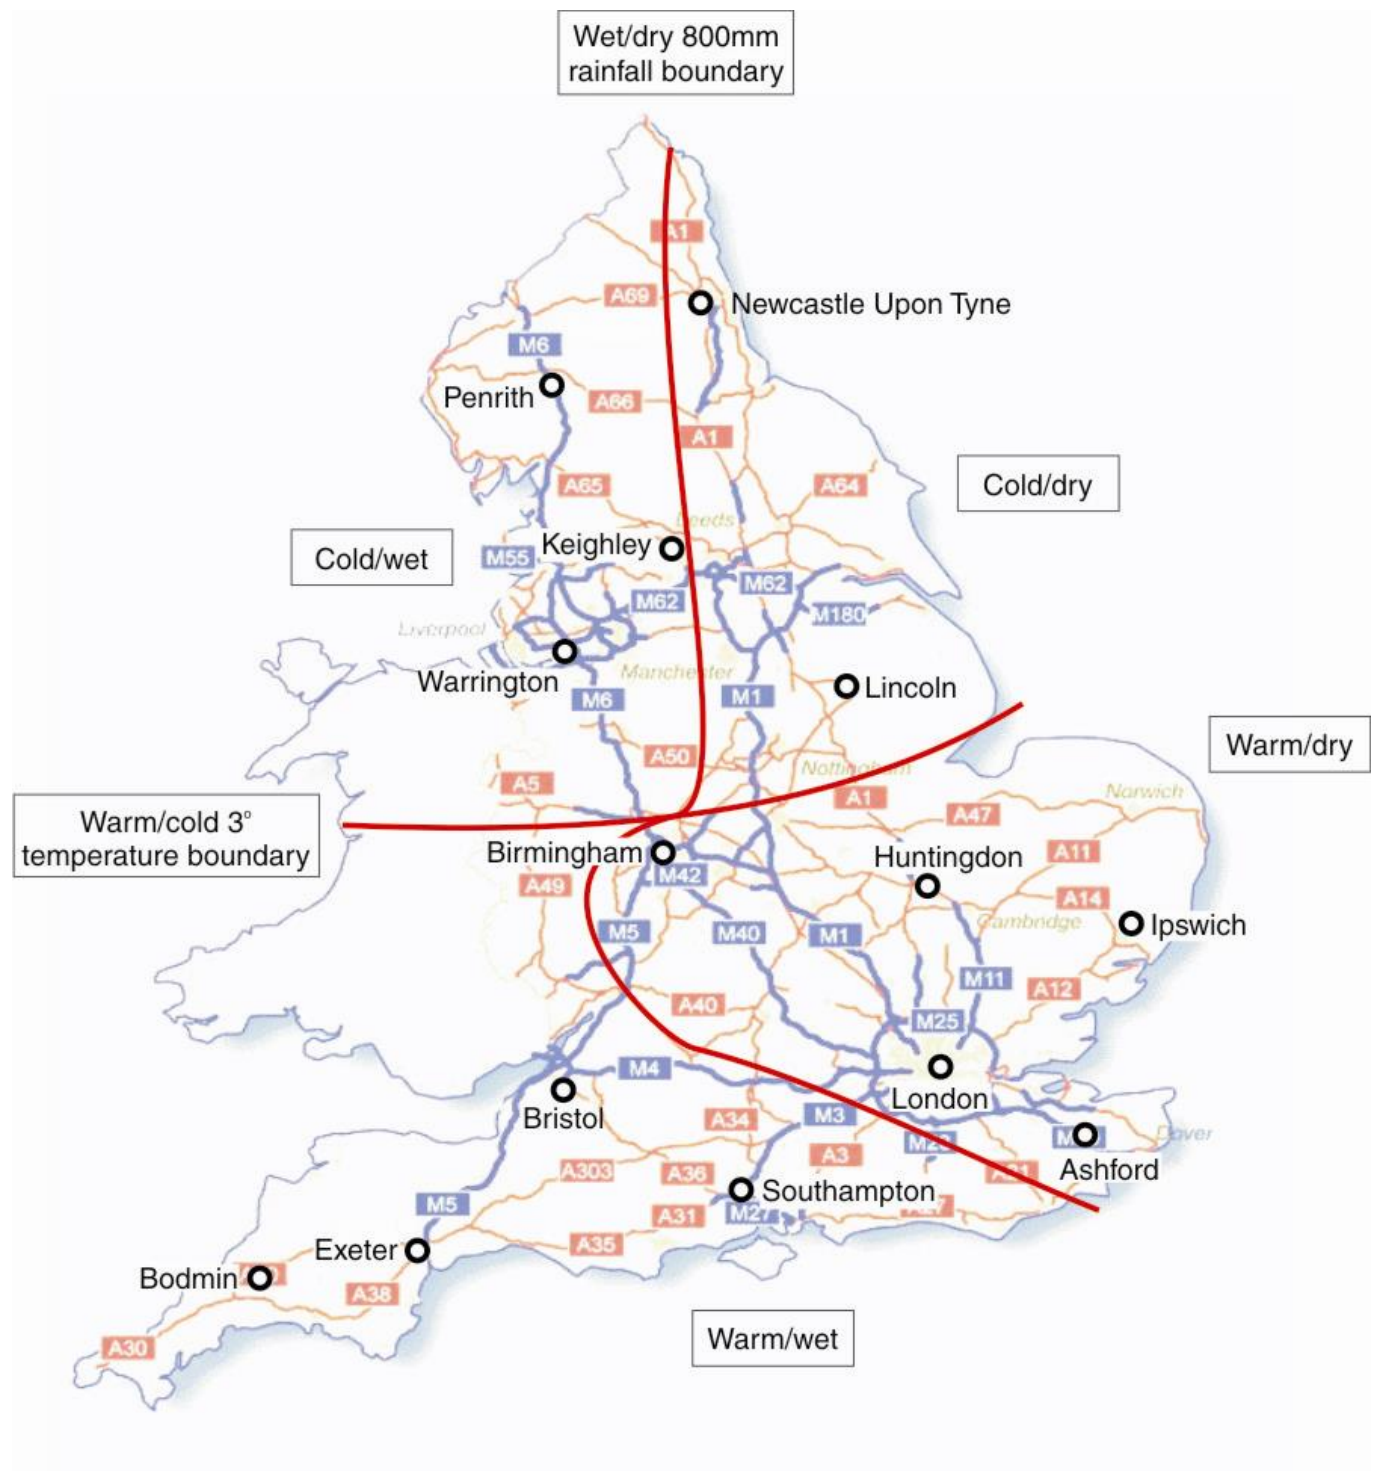 Wet/dry 800mm
rainfall boundary
A1
A69
Newcastle Upon Tyne
M6
Penrith
A66
A1
A65
A64
Cold/dry
Leeds
Keighley
M55
Cold/wet
M62
M62
M180
Liverpool
Warrington
Manchester
Lincoln
M6
M1
Warm/dry
A50
Nottingham
A5
A1
Norwich
A47
Warm/cold 3°
temperature boundary
Birmingham
M42
Huntingdon
A11
A49
A14
Cambridge
Ipswich
M5
M40
M1
M11
A12
A40
M25
M4
London
Bristol
A34
M3
Dover
A3
Ashford
A303
A36
Southampton
M5
A31
M27
A27
Exeter
A35
Bodmin
A38
A30
Warm/wet